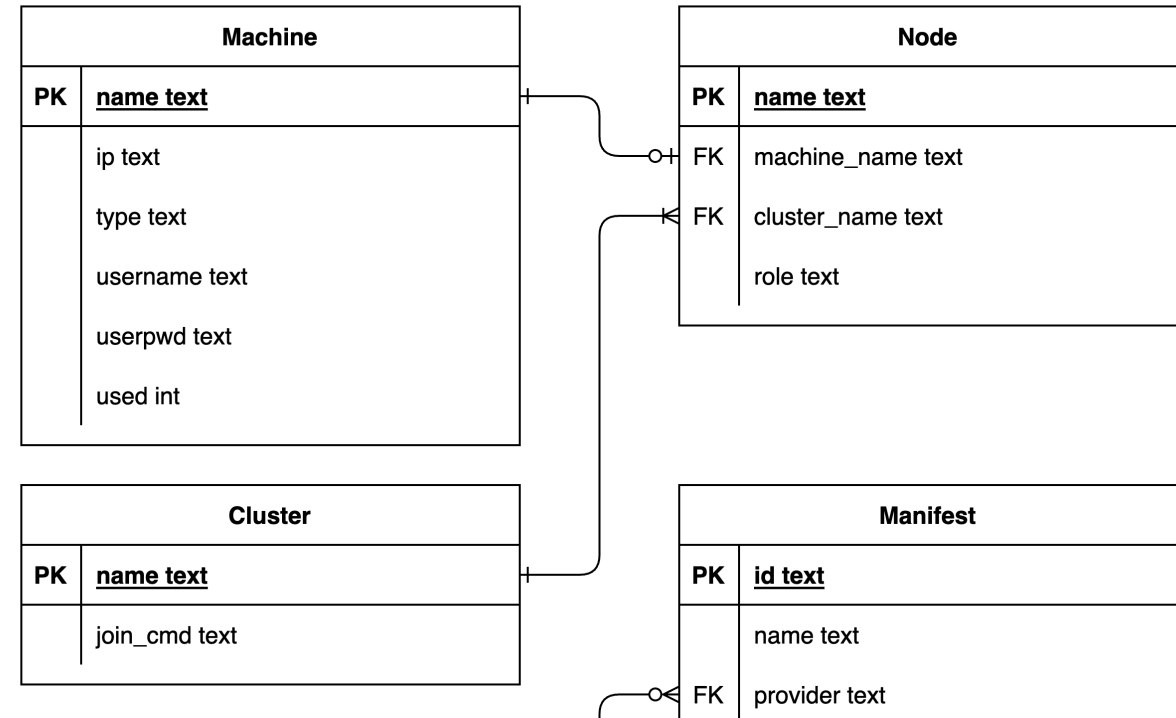 Machine
PK name text
ip text
type text
username text
userpwd text
used int
Node
PK name text
FK machine_name text
FK cluster_name text
role text
Cluster
PK name text
join_cmd text
Manifest
PK id text
name text
FK provider text